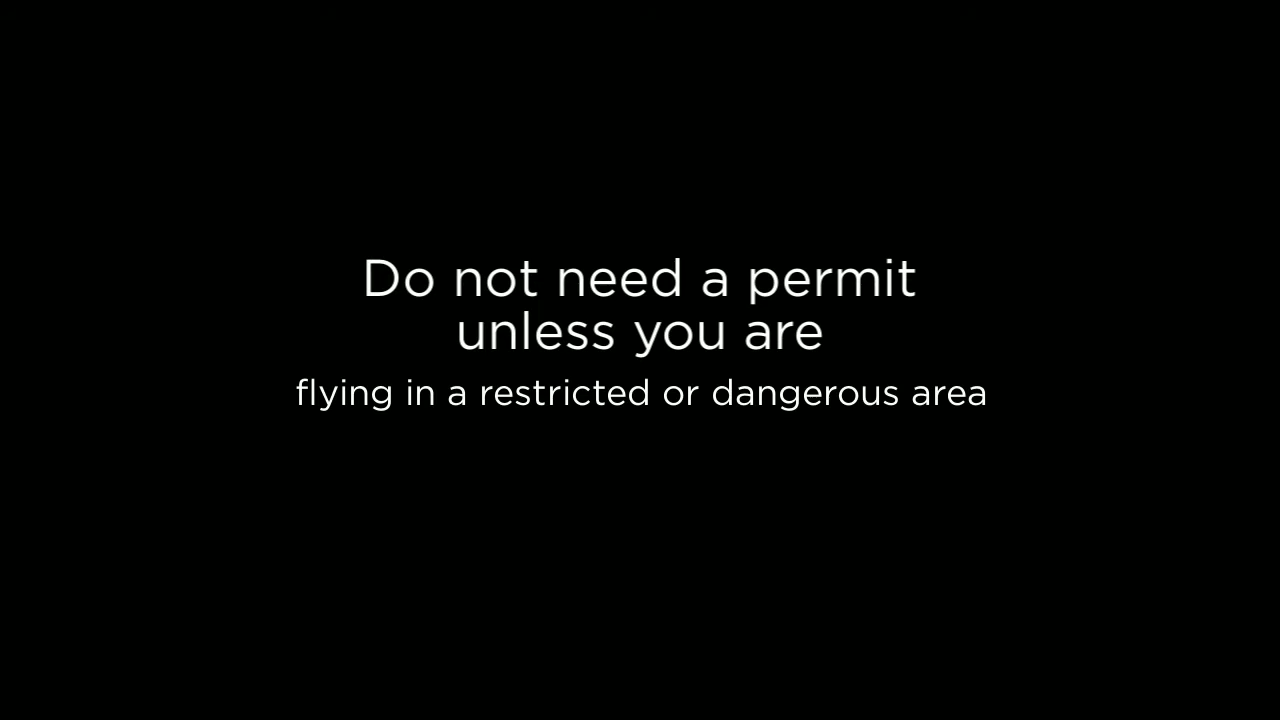 Do not need a permit
unless you are
flying in a restricted or dangerous area